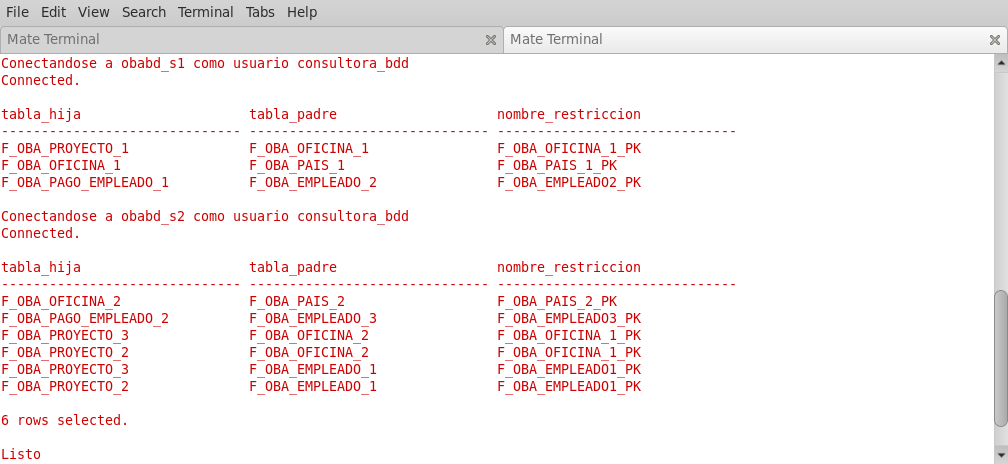 File Edit View Search Terminal Tabs Help
Mate Terminal Mate Terminal
Conectandose a obabd_s1 como usuario consultora_bdd
Connected.
tabla_hija tabla_padre nombre_restriccion
------------------------------ ------------------------------ ------------------------------
F_OBA_PROYECTO_1 F_OBA_OFICINA_1 F_OBA_OFICINA_1_PK
F_OBA_OFICINA_1 F_OBA_PAIS_1 F_OBA_PAIS_1_PK
F_OBA_PAGO_EMPLEADO_1 F_OBA_EMPLEADO_2 F_OBA_EMPLEADO2_PK
Conectandose a obabd_s2 como usuario consultora_bdd
Connected.
tabla_hija tabla_padre nombre_restriccion
------------------------------ ------------------------------ ------------------------------
F_OBA_OFICINA_2 F_OBA_PAIS_2 F_OBA_PAIS_2_PK
F_OBA_PAGO_EMPLEADO_2 F_OBA_EMPLEADO_3 F_OBA_EMPLEADO3_PK
F_OBA_PROYECTO_3 F_OBA_OFICINA_2 F_OBA_OFICINA_1_PK
F_OBA_PROYECTO_2 F_OBA_OFICINA_2 F_OBA_OFICINA_1_PK
F_OBA_PROYECTO_3 F_OBA_EMPLEADO_1 F_OBA_EMPLEADO1_PK
F_OBA_PROYECTO_2 F_OBA_EMPLEADO_1 F_OBA_EMPLEADO1_PK
6 rows selected.
Listo